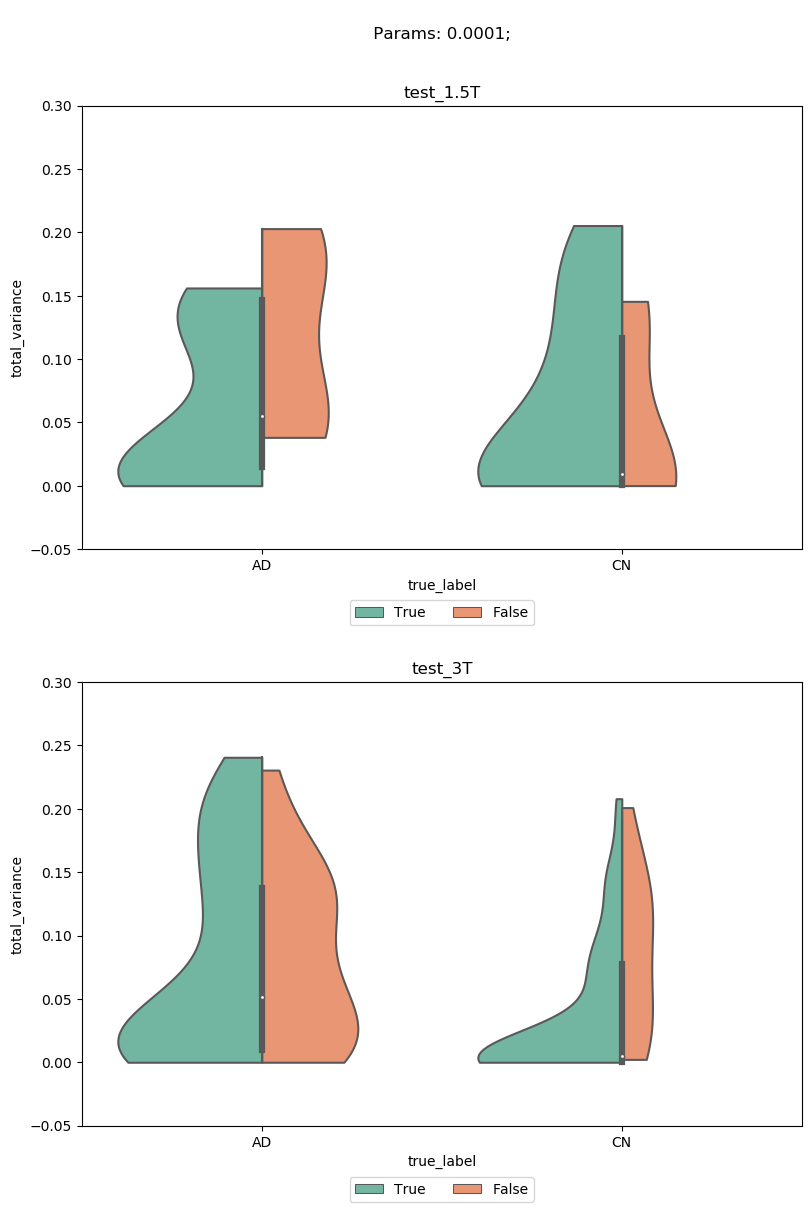 Params: 0.0001;
test_1.5T
0.30
0.25
0.20
0.15
0.10
0.05
0.00
−0.05
total_variance
AD
CN
true_label
True
False
test_3T
0.30
0.25
0.20
0.15
0.10
0.05
0.00
−0.05
total_variance
AD
CN
true_label
True
False